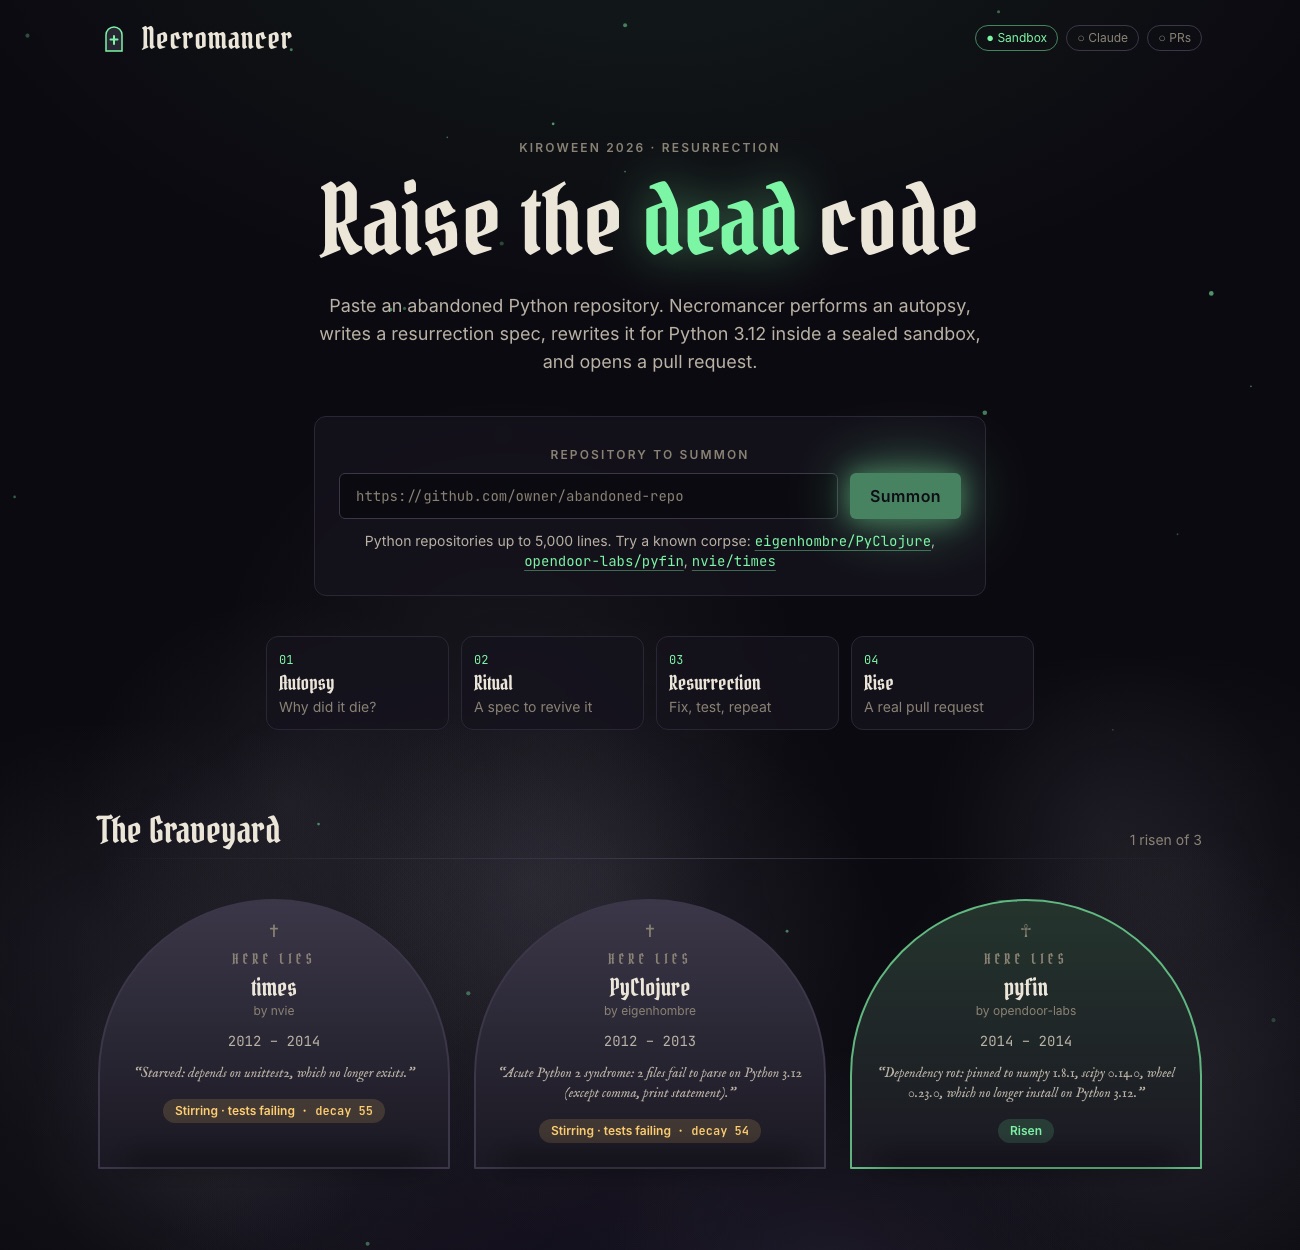 Necromancer
Sandbox
Claude
PRs
KIROWEEN 2026 · RESURRECTION
Raise the dead code
Paste an abandoned Python repository. Necromancer performs an autopsy,
writes a resurrection spec, rewrites it for Python 3.12 inside a sealed sandbox,
and opens a pull request.
REPOSITORY TO SUMMON
https://github.com/owner/abandoned-repo
Summon
Python repositories up to 5,000 lines. Try a known corpse: eigenhombre/PyClojure,
opendoor-labs/pyfin, nvie/times
01
Autopsy
Why did it die?
02
Ritual
A spec to revive it
03
Resurrection
Fix, test, repeat
04
Rise
A real pull request
The Graveyard
1 risen of 3
HERE LIES
times
by nvie
2012 – 2014
“Starved: depends on unittest2, which no longer exists.”
Stirring · tests failing · decay 55
HERE LIES
PyClojure
by eigenhombre
2012 – 2013
“Acute Python 2 syndrome: 2 files fail to parse on Python 3.12
(except comma, print statement).”
Stirring · tests failing · decay 54
HERE LIES
pyfin
by opendoor-labs
2014 – 2014
“Dependency rot: pinned to numpy 1.8.1, scipy 0.14.0, wheel
0.23.0, which no longer install on Python 3.12.”
Risen